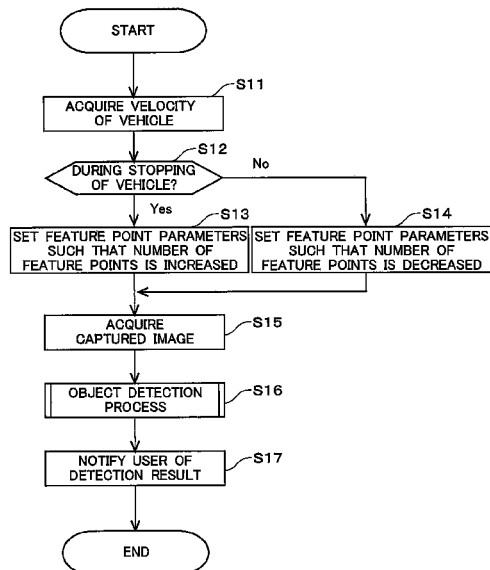 START
S11
ACQUIRE VELOCITY
OF VEHICLE
S12
DURING STOPPING
OF VEHICLE?
No
Yes
S13
SET FEATURE POINT PARAMETERS
SUCH THAT NUMBER OF
FEATURE POINTS IS INCREASED
S14
SET FEATURE POINT PARAMETERS
SUCH THAT NUMBER OF
FEATURE POINTS IS DECREASED
S15
ACQUIRE
CAPTURED IMAGE
S16
OBJECT DETECTION
PROCESS
S17
NOTIFY USER OF
DETECTION RESULT
END